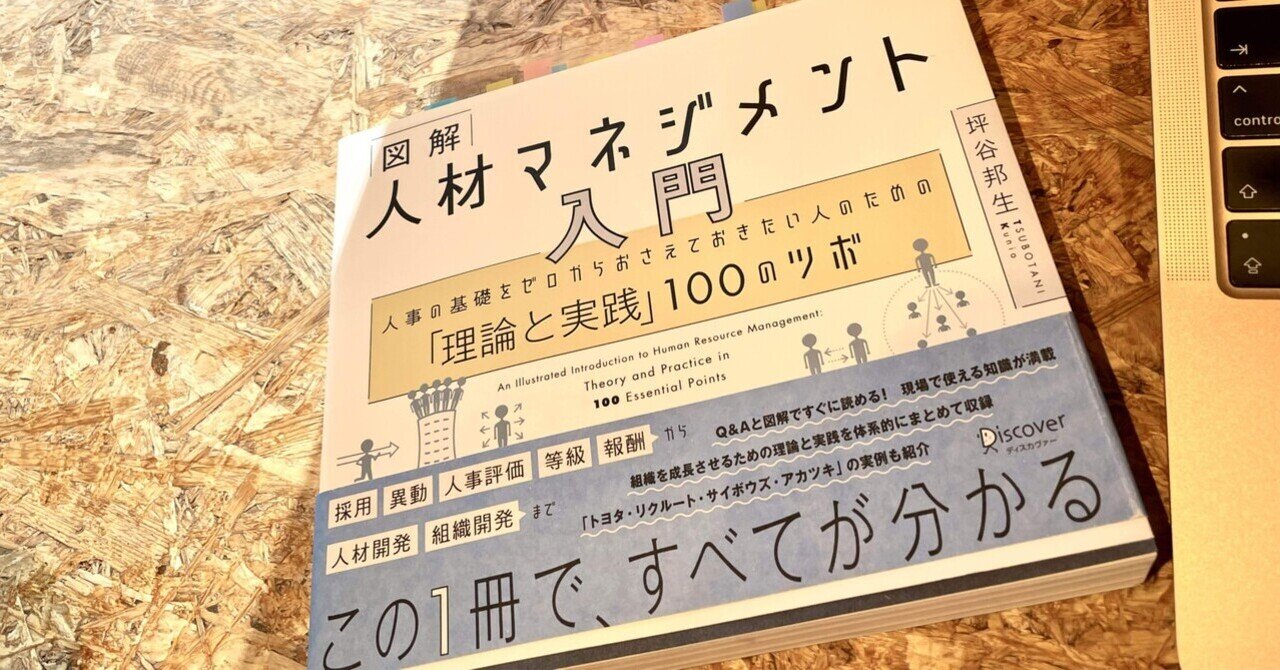 「図解」
人材マネジメント
入門
人事の基礎をゼロからおさえておきたい人のための
「理論と実践」100のツボ
An Illustrated Introduction to Human Resource Management:
Theory and Practice in
100 Essential Points
坪谷邦生
TSUBOTANI
Kunio
採用 異動 人事評価 等級 報酬 から
人材開発 組織開発 まで
Q&Aと図解ですぐに読める! 現場で使える知識が満載
組織を成長させるための理論と実践を体系的にまとめて収録
「トヨタ・リクルート・サイボウズ・アカツキ」の実例も紹介
Discover
ディスカヴァー
この1冊で、すべてが分かる
contro